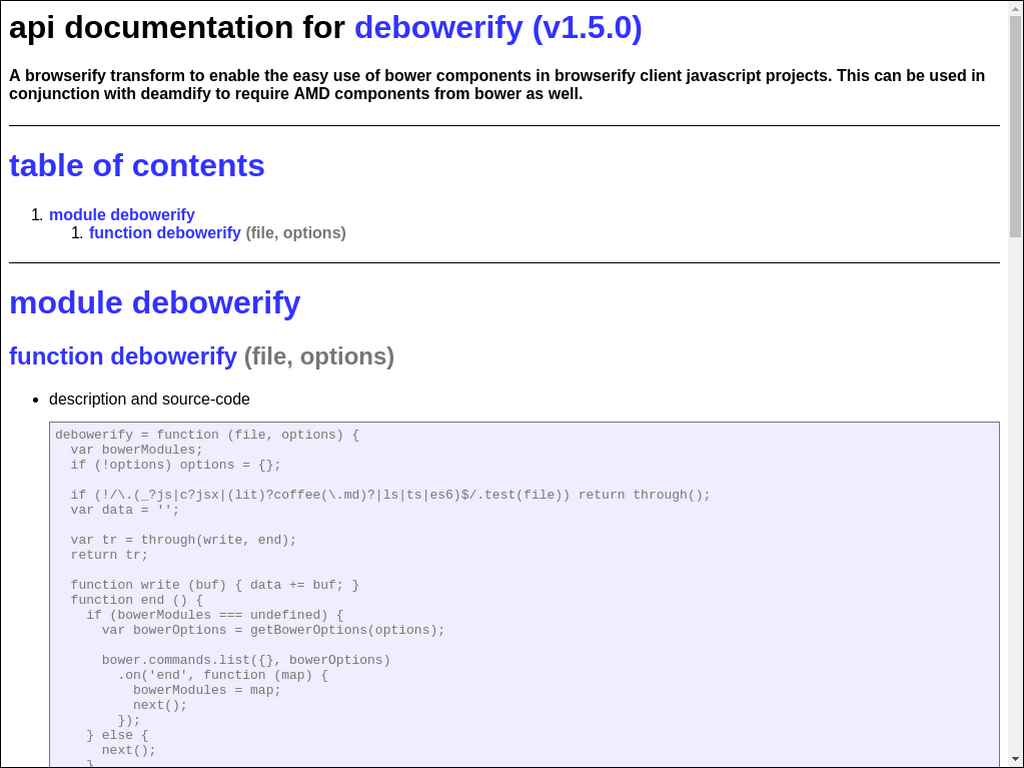 api documentation for debowerify (v1.5.0)
A browserify transform to enable the easy use of bower components in browserify client javascript projects. This can be used in
conjunction with deamdify to require AMD components from bower as well.
table of contents
1. module debowerify
1. function debowerify (file, options)
module debowerify
function debowerify (file, options)
• description and source-code
debowerify = function (file, options) {
  var bowerModules;
  if (!options) options = {};
  if (!/\.(_?js|c?jsx|(lit)?coffee(\.md)?|ls|ts|es6)$/.test(file)) return through();
  var data = '';
  var tr = through(write, end);
  return tr;
  function write (buf) { data += buf; }
  function end () {
    if (bowerModules === undefined) {
      var bowerOptions = getBowerOptions(options);
      bower.commands.list({}, bowerOptions)
        .on('end', function (map) {
          bowerModules = map;
          next();
        });
    } else {
      next();
    }